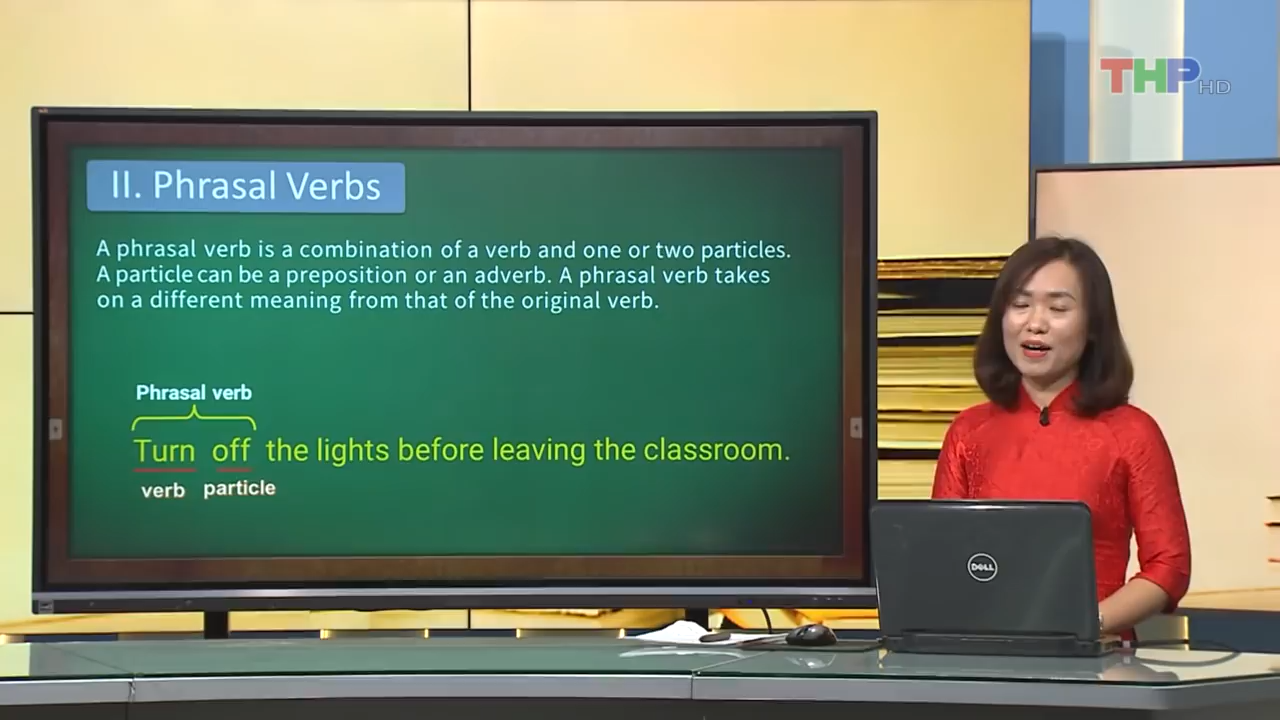 THP HD
II. Phrasal Verbs
A phrasal verb is a combination of a verb and one or two particles.
A particle can be a preposition or an adverb. A phrasal verb takes
on a different meaning from that of the original verb.
Phrasal verb
Turn off the lights before leaving the classroom.
verb particle
DELL